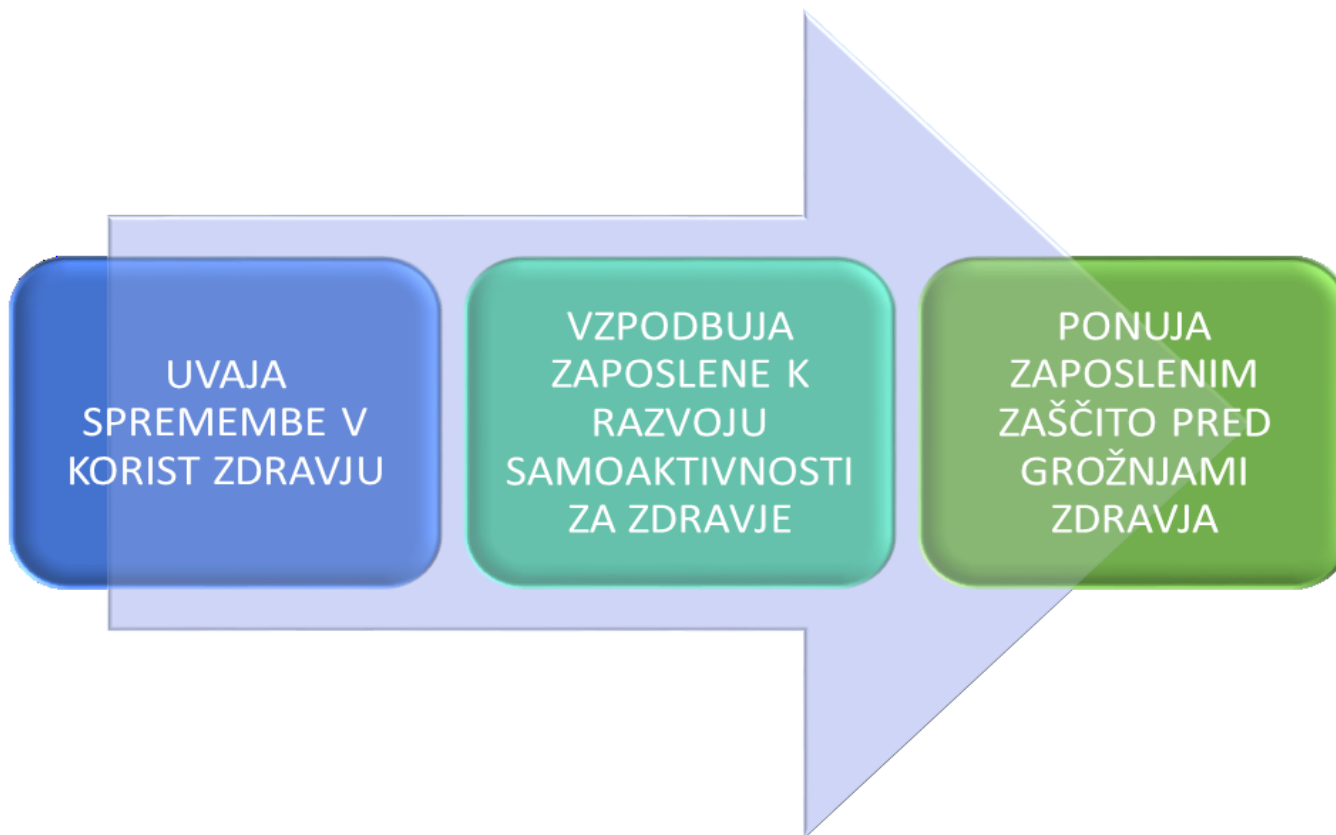 UVAJA
SPREMEMBE V
KORIST ZDRAVJU
VZPODBUJA
ZAPOSLENE K
RAZVOJU
SAMOAKTIVNOSTI
ZA ZDRAVJE
PONUJA
ZAPOSLENIM
ZAŠČITO PRED
GROŽNJAMI
ZDRAVJA